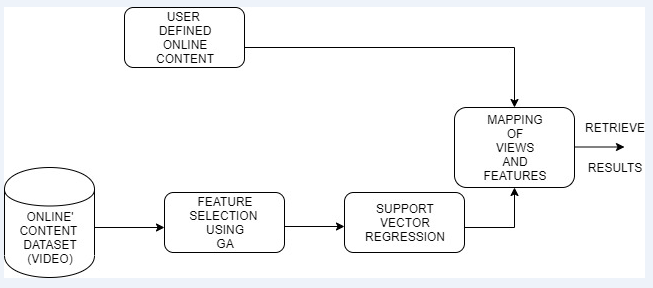 USER
DEFINED
ONLINE
CONTENT
MAPPING
OF
VIEWS
AND
FEATURES
RETRIEVE
RESULTS
ONLINE'
CONTENT
DATASET
(VIDEO)
FEATURE
SELECTION
USING
GA
SUPPORT
VECTOR
REGRESSION